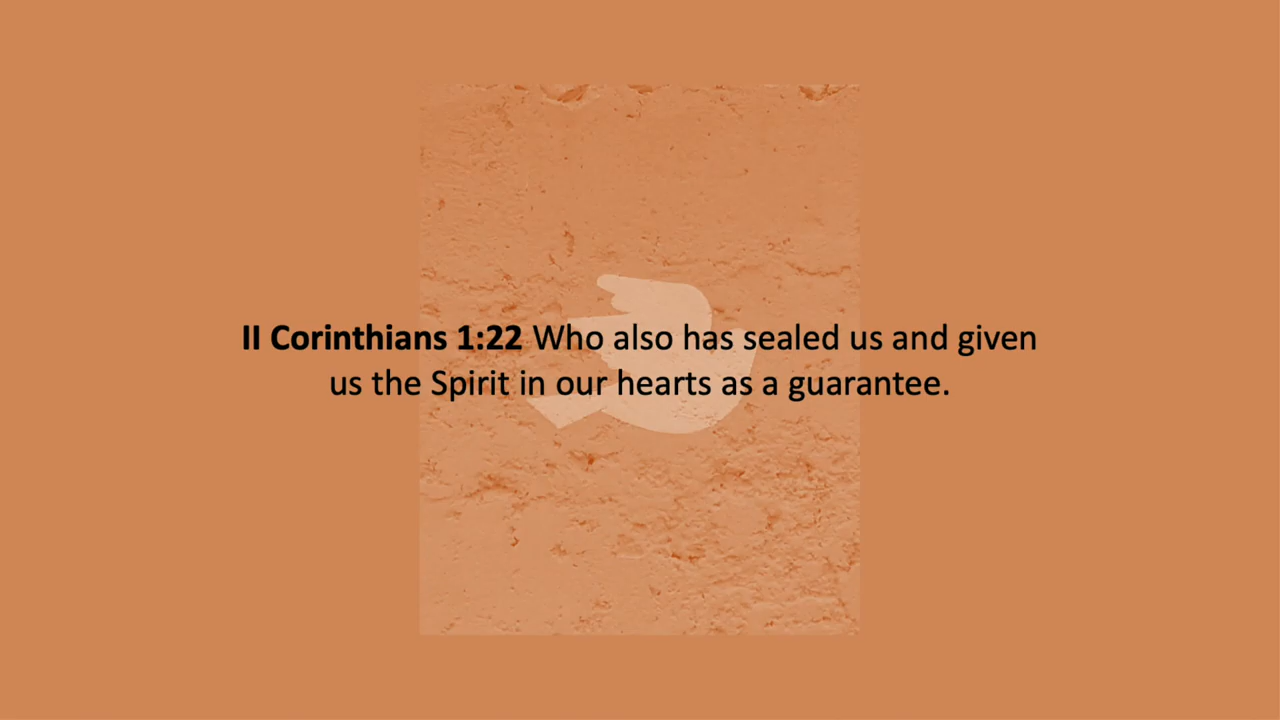 II Corinthians 1:22 Who also has sealed us and given
us the Spirit in our hearts as a guarantee.